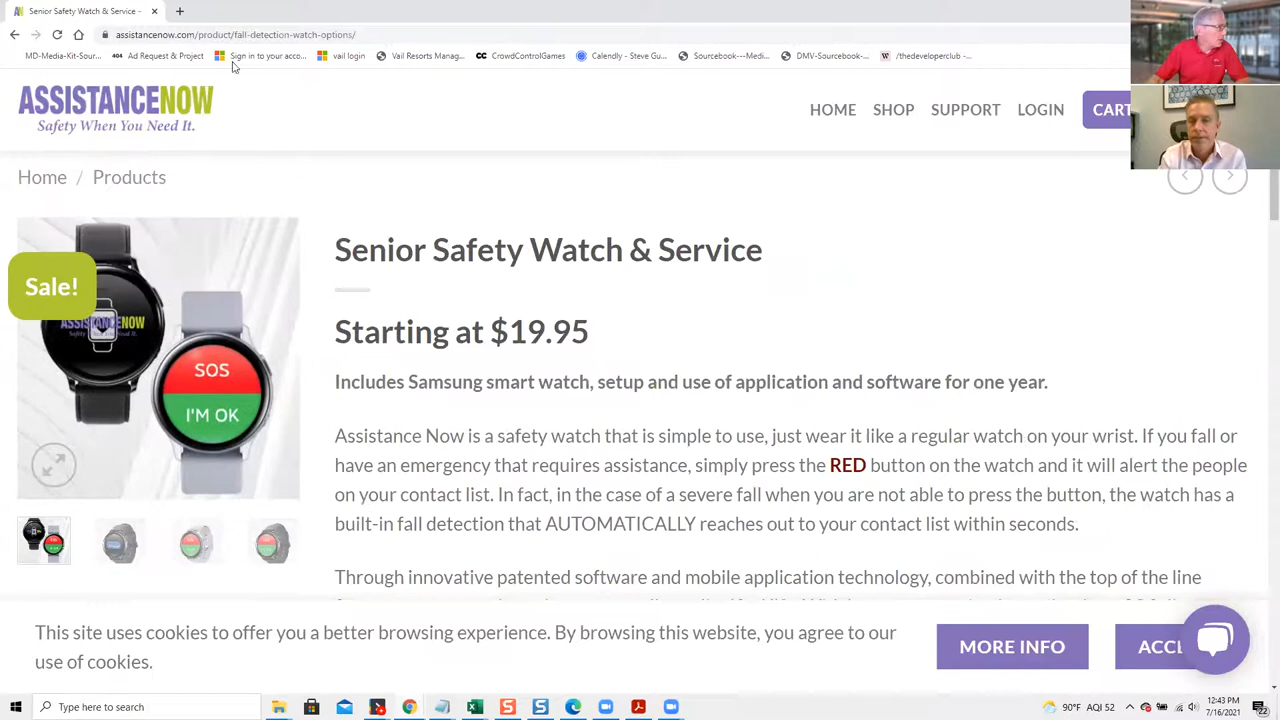 Senior Safety Watch & Service -
assistancenow.com/product/fall-detection-watch-options/
MD-Media-Kit-Sour... 404 Ad Request & Project Sign in to your acco... vail login Vail Resorts Manag... CC CrowdControlGames Calendly - Steve Gu... Sourcebook---Medi... DMV-Sourcebook-... /thedeveloperclub -...
ASSISTANCENOW
Safety When You Need It.
HOME SHOP SUPPORT LOGIN CART
Home / Products
Sale!
ASSISTANCENOW
SOS
I'M OK
Senior Safety Watch & Service
Starting at $19.95
Includes Samsung smart watch, setup and use of application and software for one year.
Assistance Now is a safety watch that is simple to use, just wear it like a regular watch on your wrist. If you fall or
have an emergency that requires assistance, simply press the RED button on the watch and it will alert the people
on your contact list. In fact, in the case of a severe fall when you are not able to press the button, the watch has a
built-in fall detection that AUTOMATICALLY reaches out to your contact list within seconds.
Through innovative patented software and mobile application technology, combined with the top of the line
This site uses cookies to offer you a better browsing experience. By browsing this website, you agree to our
use of cookies.
MORE INFO
Type here to search
90°F AQI 52
12:43 PM
7/16/2021
22